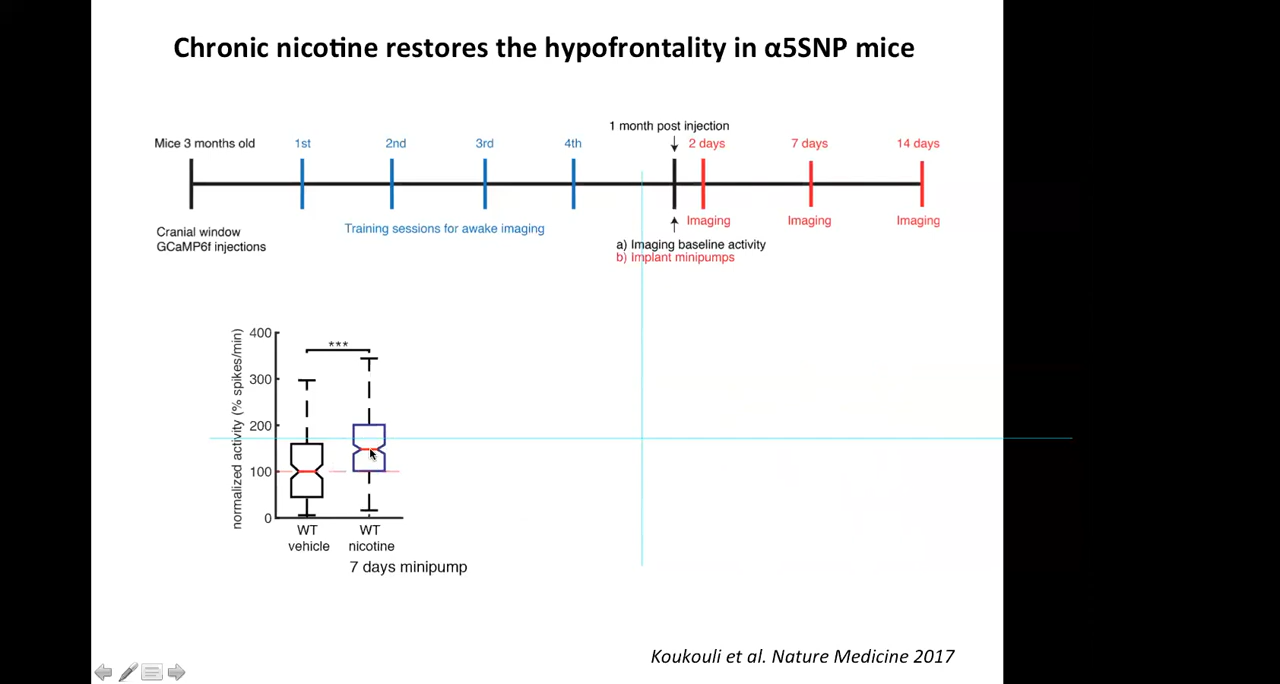 Chronic nicotine restores the hypofrontality in α5SNP mice
1 month post injection
Mice 3 months old
1st
2nd
3rd
4th
2 days
7 days
14 days
Cranial window
GCaMP6f injections
Training sessions for awake imaging
Imaging
Imaging
Imaging
a) Imaging baseline activity
b) Implant minipumps
normalized activity (% spikes/min)
400
300
200
100
0
***
WT
vehicle
WT
nicotine
7 days minipump
Koukouli et al. Nature Medicine 2017